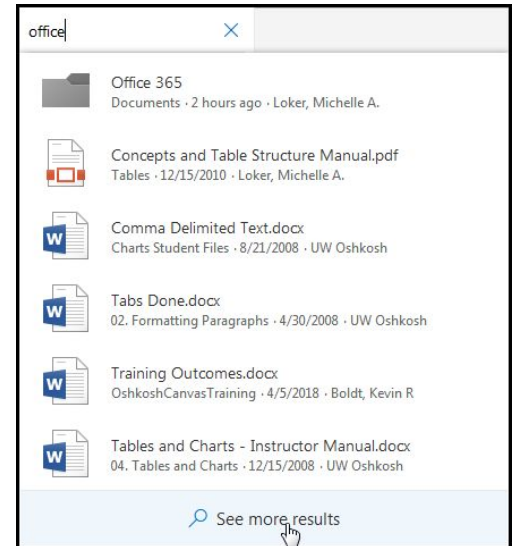 office
Office 365
Documents · 2 hours ago · Loker, Michelle A.
Concepts and Table Structure Manual.pdf
Tables · 12/15/2010 · Loker, Michelle A.
Comma Delimited Text.docx
Charts Student Files · 8/21/2008 · UW Oshkosh
Tabs Done.docx
02. Formatting Paragraphs · 4/30/2008 · UW Oshkosh
Training Outcomes.docx
OshkoshCanvasTraining · 4/5/2018 · Boldt, Kevin R
Tables and Charts - Instructor Manual.docx
04. Tables and Charts · 12/15/2008 · UW Oshkosh
See more results